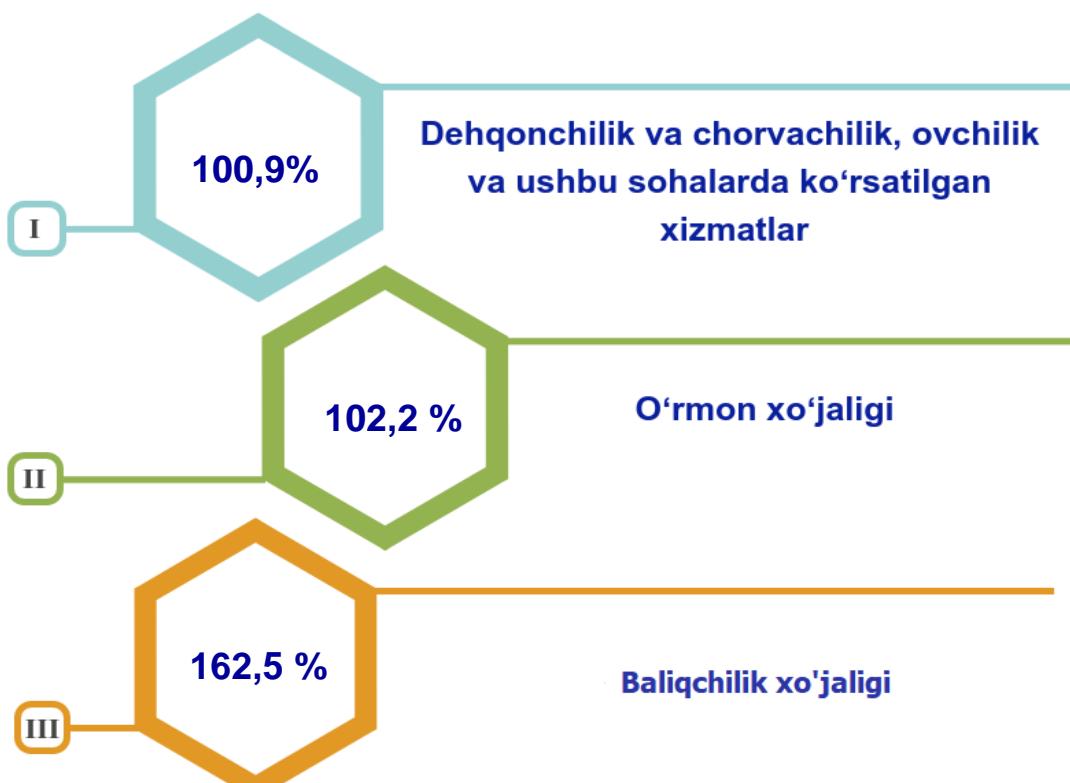 100,9%
Dehqonchilik va chorvachilik, ovchilik
va ushbu sohalarda ko‘rsatilgan
xizmatlar
I
102,2 %
O‘rmon xo‘jaligi
II
162,5 %
Baliqchilik xo'jaligi
III